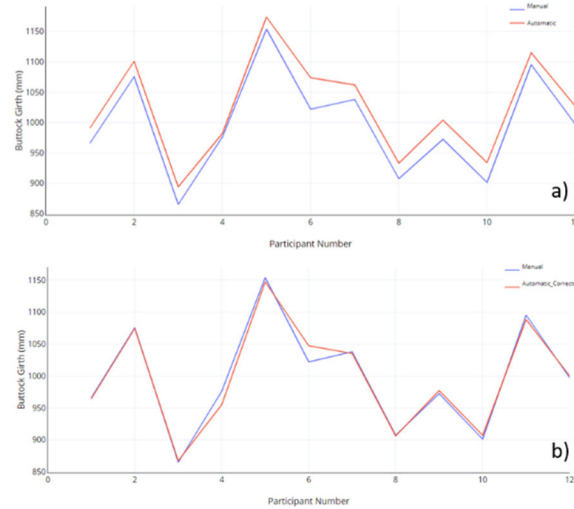 Manual
Automatic
1150
1100
1050
1000
950
900
850
Buttock Girth (mm)
0 2 4 6 8 10
a)
Participant Number
Manual
Automatic_Correct
1150
1100
1050
1000
950
900
850
Buttock Girth (mm)
0 2 4 6 8 10 12
b)
Participant Number